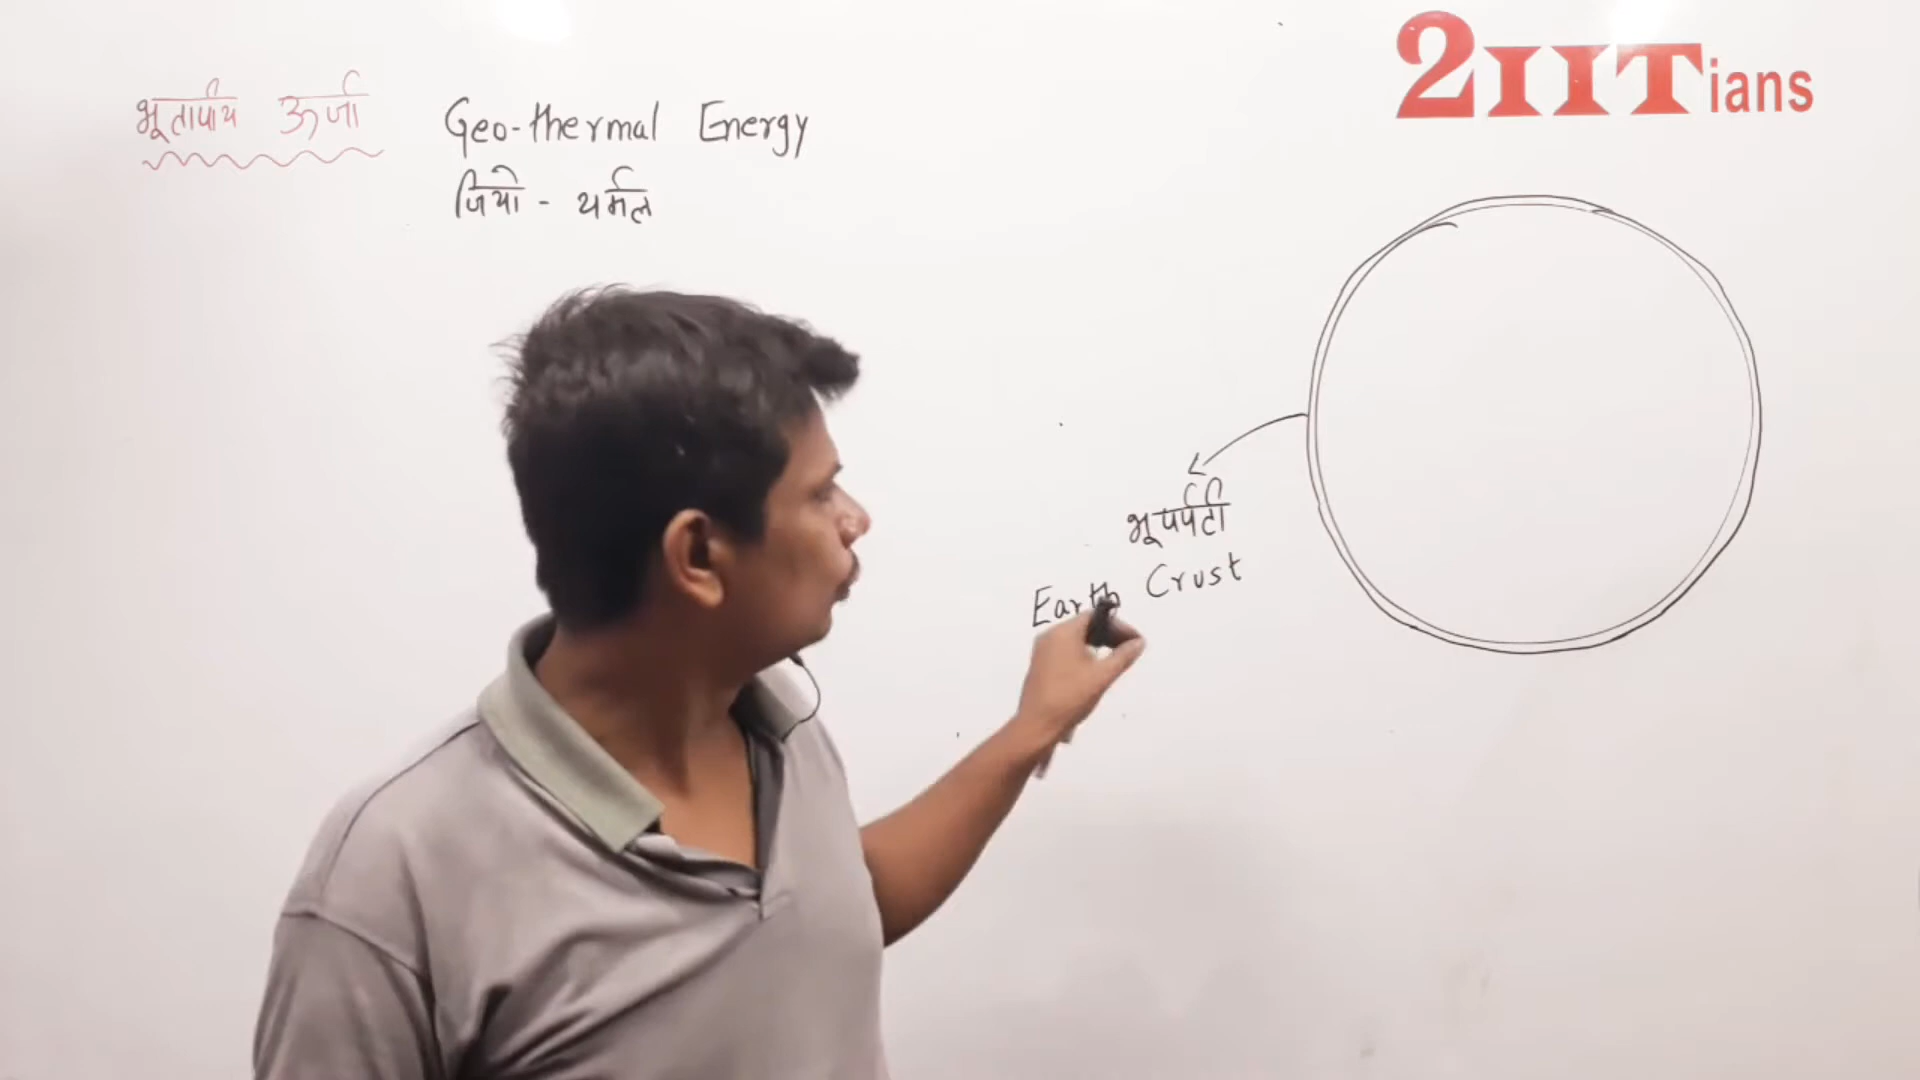 भूतापीय ऊर्जा Geo-thermal Energy
जियो - थर्मल
2IITians
भूपर्पटी
Earth Crust